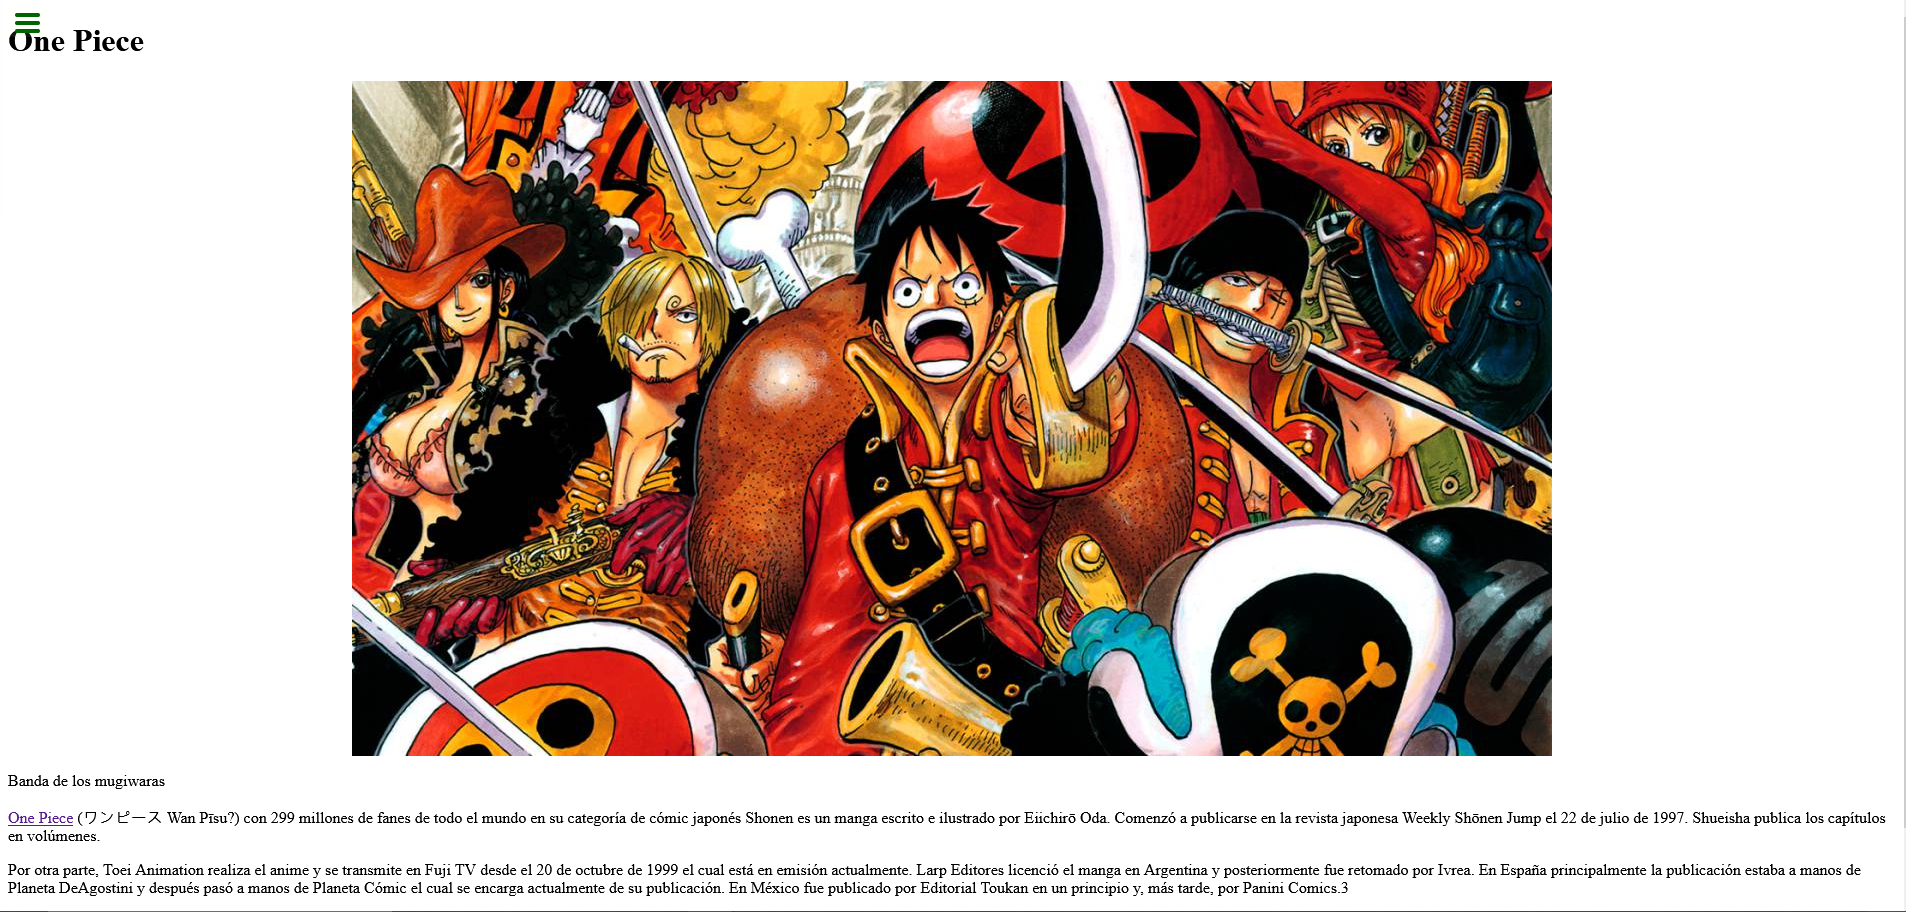 One Piece
03
Banda de los mugiwaras
One Piece (ワンピース Wan Pīsu?) con 299 millones de fanes de todo el mundo en su categoría de cómic japonés Shonen es un manga escrito e ilustrado por Eiichirō Oda. Comenzó a publicarse en la revista japonesa Weekly Shōnen Jump el 22 de julio de 1997. Shueisha publica los capítulos
en volúmenes.
Por otra parte, Toei Animation realiza el anime y se transmite en Fuji TV desde el 20 de octubre de 1999 el cual está en emisión actualmente. Larp Editores licenció el manga en Argentina y posteriormente fue retomado por Ivrea. En España principalmente la publicación estaba a manos de
Planeta DeAgostini y después pasó a manos de Planeta Cómic el cual se encarga actualmente de su publicación. En México fue publicado por Editorial Toukan en un principio y, más tarde, por Panini Comics.3